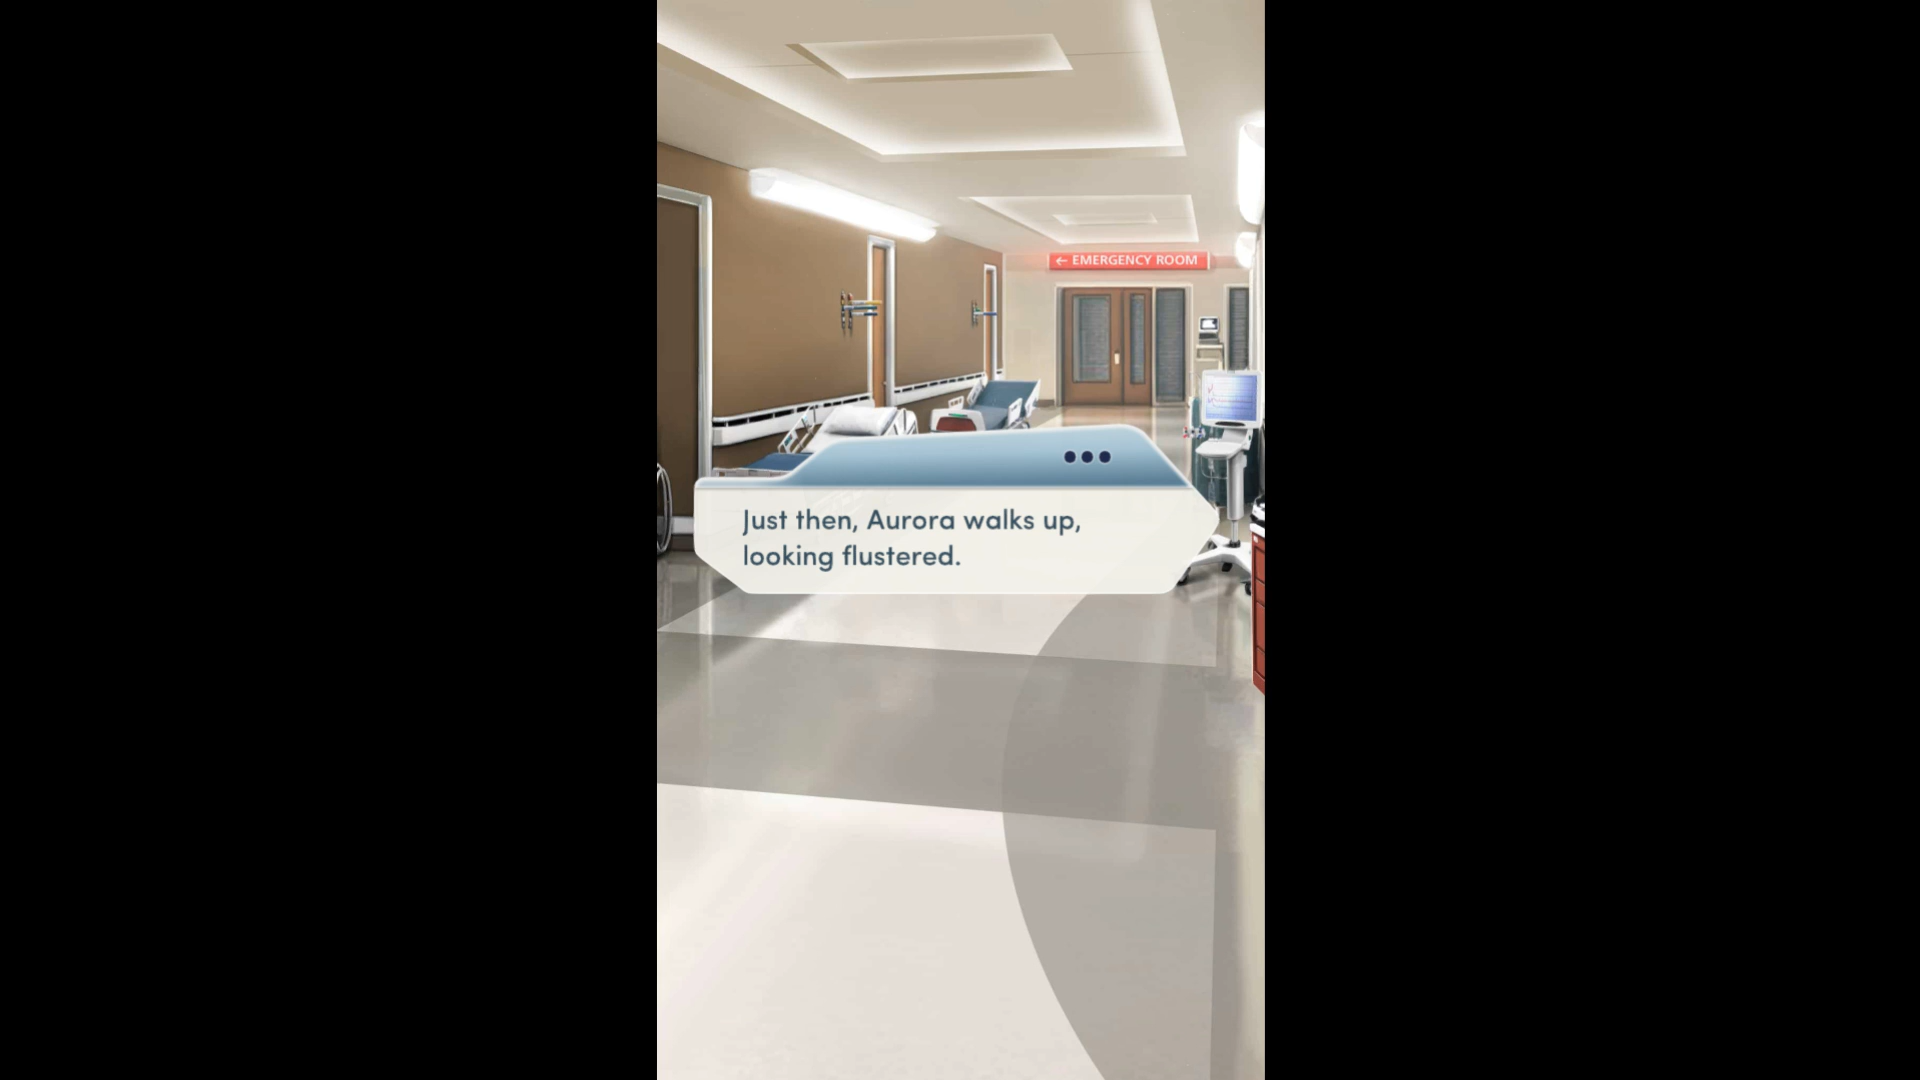 ← EMERGENCY ROOM
Just then, Aurora walks up,
looking flustered.